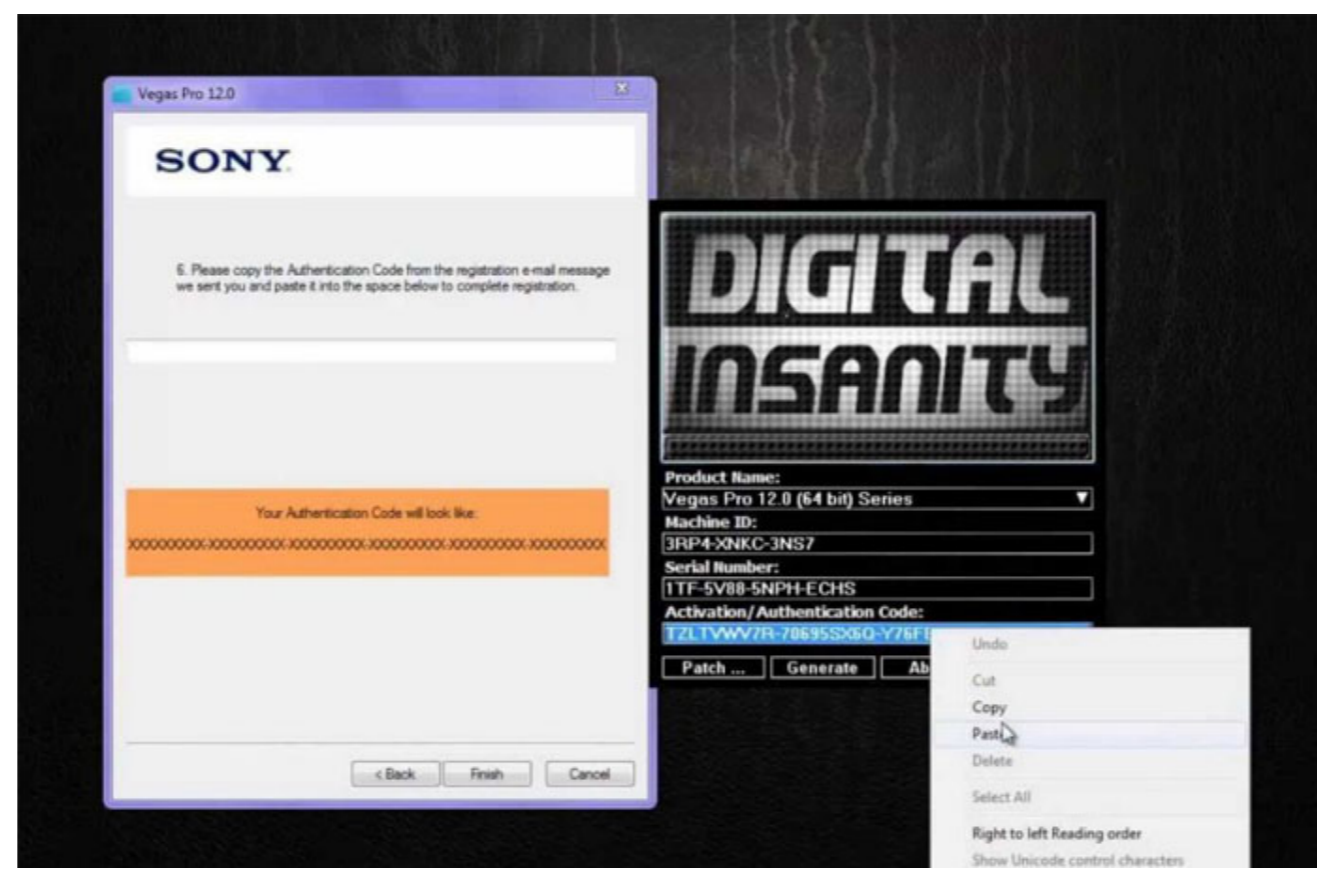 Vegas Pro 12.0
SONY
6. Please copy the Authentication Code from the registration e-mail message
we sent you and paste it into the space below to complete registration.
Your Authentication Code will look like:
XXXXXXXXX-XXXXXXXXX-XXXXXXXXX-XXXXXXXXX-XXXXXXXXX-XXXXXXXXX
< Back
Finish
Cancel
DIGITAL
INSANITY
Product Name:
Vegas Pro 12.0 (64 bit) Series
Machine ID:
3RP4-XNKC-3NS7
Serial Number:
1TF-5V88-5NPH-ECHS
Activation/Authentication Code:
Patch ...
Generate
Ab
Undo
Cut
Copy
Paste
Delete
Select All
Right to left Reading order
Show Unicode control characters